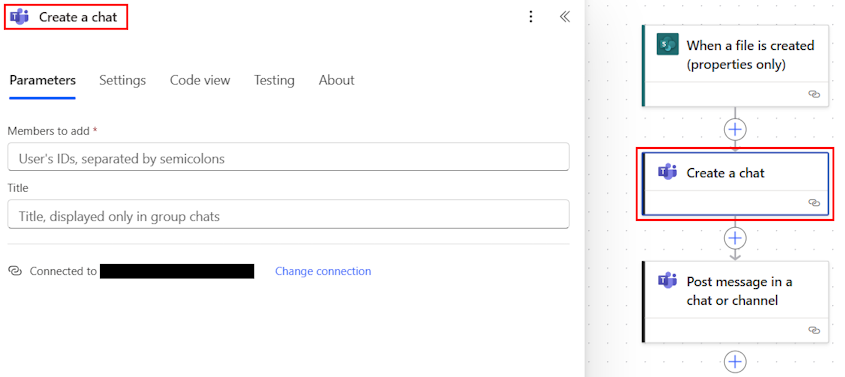 Create a chat
Parameters Settings Code view Testing About
Members to add *
User's IDs, separated by semicolons
Title
Title, displayed only in group chats
Connected to Change connection
When a file is created
(properties only)
Create a chat
Post message in a
chat or channel